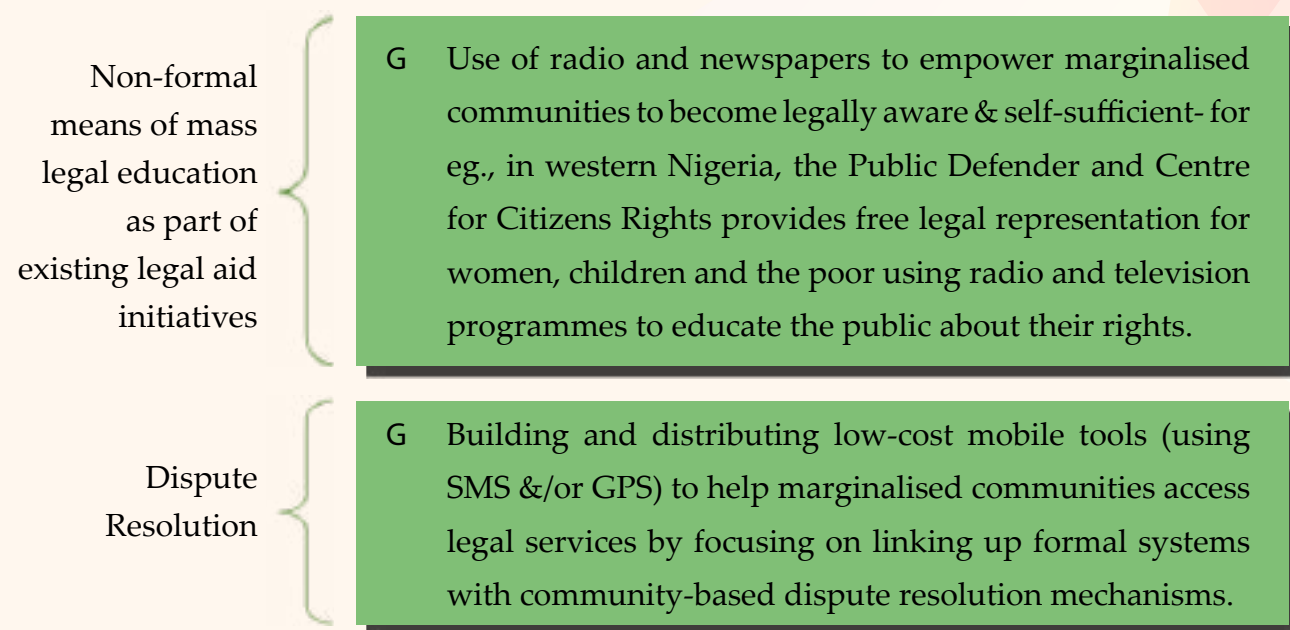 Non-formal
means of mass
legal education
as part of
existing legal aid
initiatives
G Use of radio and newspapers to empower marginalised
communities to become legally aware & self-sufficient- for
eg., in western Nigeria, the Public Defender and Centre
for Citizens Rights provides free legal representation for
women, children and the poor using radio and television
programmes to educate the public about their rights.
Dispute
Resolution
G Building and distributing low-cost mobile tools (using
SMS &/or GPS) to help marginalised communities access
legal services by focusing on linking up formal systems
with community-based dispute resolution mechanisms.